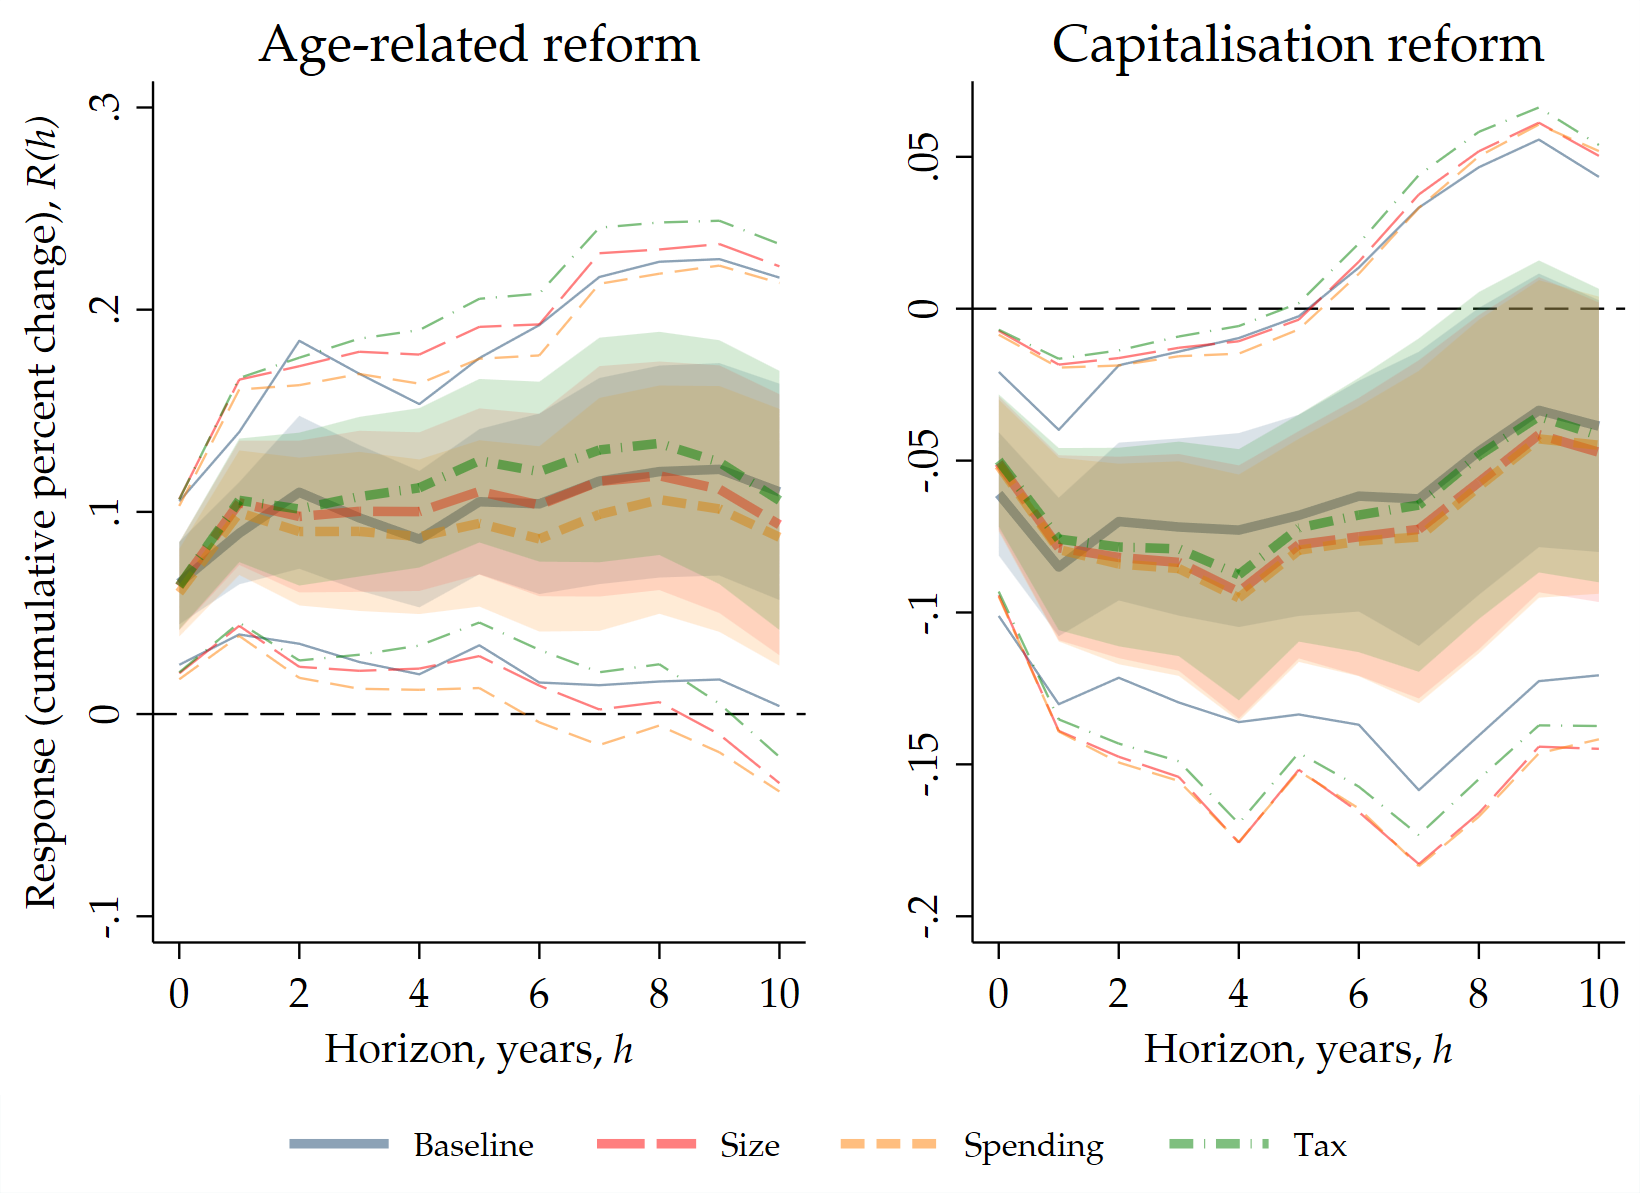 Age-related reform
Capitalisation reform
Response (cumulative percent change), R(h)
.3
.2
.1
0
-.1
.05
0
-.05
-.1
-.15
-.2
0 2 4 6 8 10
0 2 4 6 8 10
Horizon, years, h
Horizon, years, h
Baseline Size Spending Tax